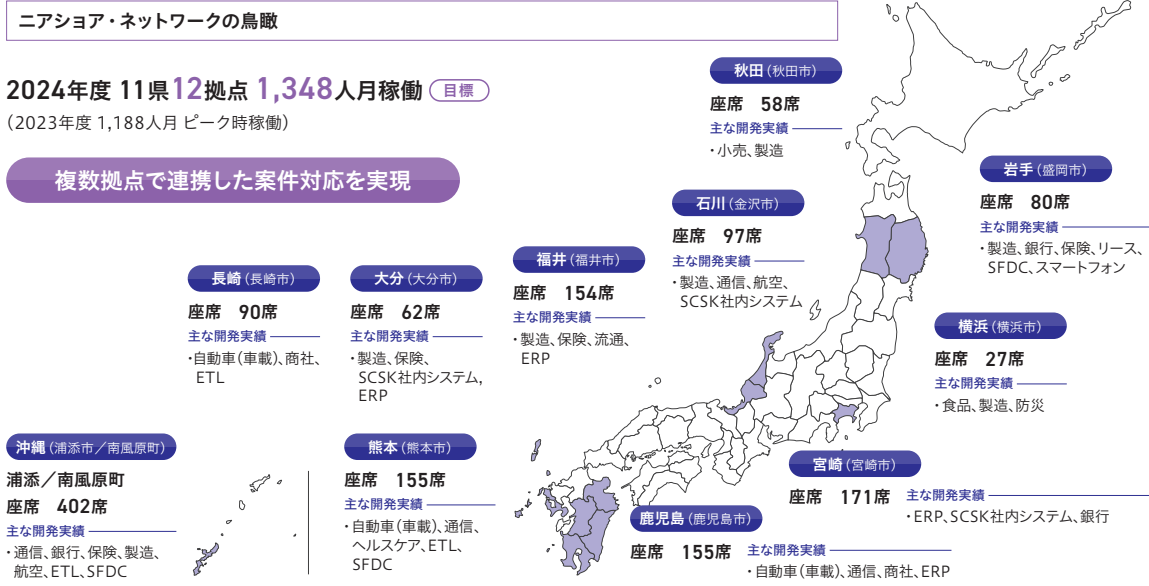 ニアショア・ネットワークの鳥瞰
2024年度 11県12拠点 1,348人月稼働 目標
（2023年度 1,188人月 ピーク時稼働）
複数拠点で連携した案件対応を実現
秋田（秋田市）
座席 58席
主な開発実績
・小売、製造
岩手（盛岡市）
座席 80席
主な開発実績
・製造、銀行、保険、リース、
SFDC、スマートフォン
石川（金沢市）
座席 97席
主な開発実績
・製造、通信、航空、
SCSK社内システム
福井（福井市）
座席 154席
主な開発実績
・製造、保険、流通、
ERP
長崎（長崎市）
座席 90席
主な開発実績
・自動車（車載）、商社、
ETL
大分（大分市）
座席 62席
主な開発実績
・製造、保険、
SCSK社内システム,
ERP
横浜（横浜市）
座席 27席
主な開発実績
・食品、製造、防災
沖縄（浦添市／南風原町）
浦添／南風原町
座席 402席
主な開発実績
・通信、銀行、保険、製造、
航空、ETL、SFDC
熊本（熊本市）
座席 155席
主な開発実績
・自動車（車載）、通信、
ヘルスケア、ETL、
SFDC
宮崎（宮崎市）
座席 171席
主な開発実績
・ERP、SCSK社内システム、銀行
鹿児島（鹿児島市）
座席 155席
主な開発実績
・自動車（車載）、通信、商社、ERP